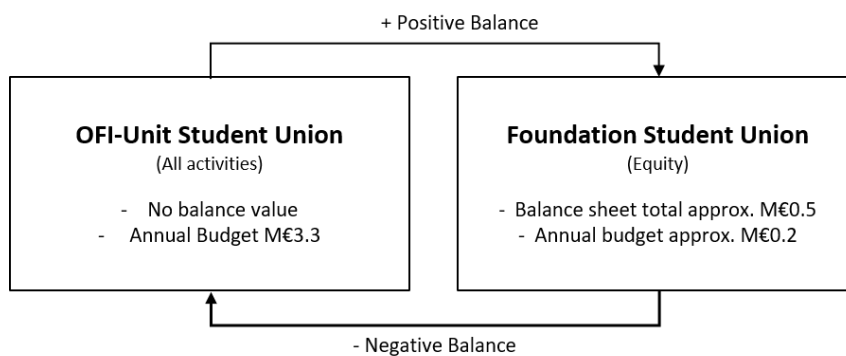 + Positive Balance
OFI-Unit Student Union
(All activities)
- No balance value
- Annual Budget M€3.3
Foundation Student Union
(Equity)
- Balance sheet total approx. M€0.5
- Annual budget approx. M€0.2
- Negative Balance